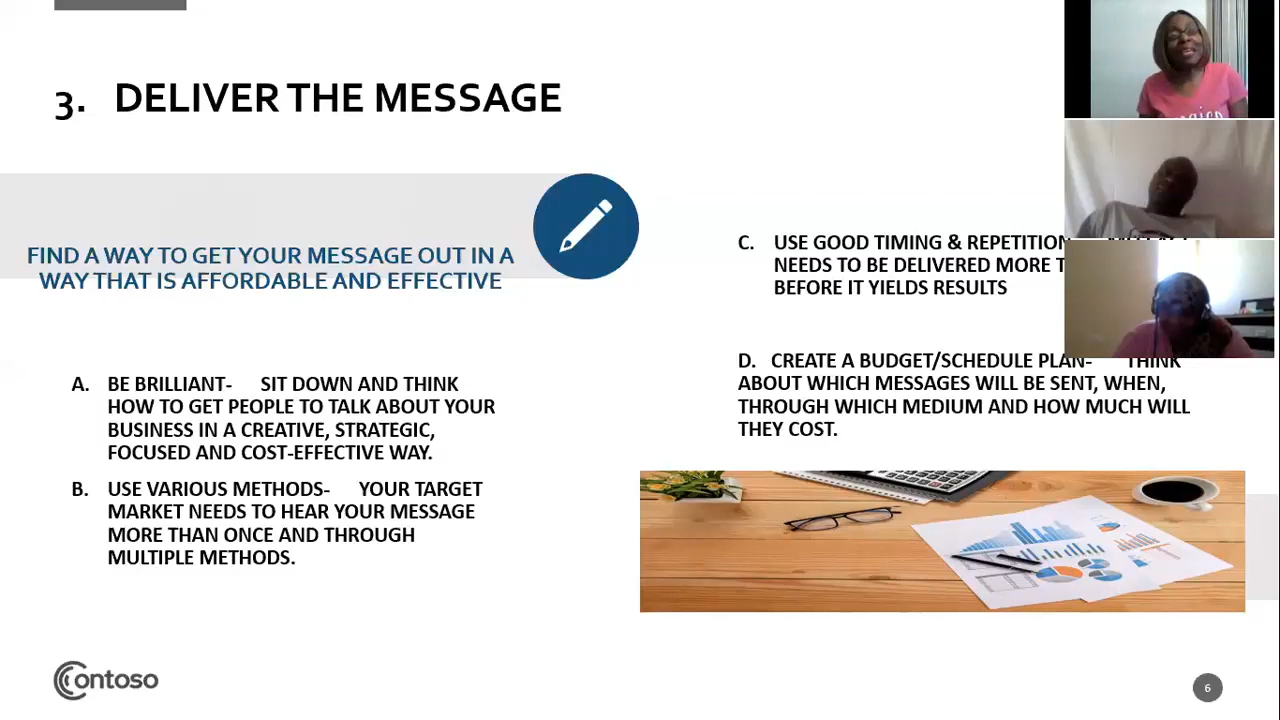 3. DELIVER THE MESSAGE
FIND A WAY TO GET YOUR MESSAGE OUT IN A
WAY THAT IS AFFORDABLE AND EFFECTIVE
A. BE BRILLIANT- SIT DOWN AND THINK
HOW TO GET PEOPLE TO TALK ABOUT YOUR
BUSINESS IN A CREATIVE, STRATEGIC,
FOCUSED AND COST-EFFECTIVE WAY.
B. USE VARIOUS METHODS- YOUR TARGET
MARKET NEEDS TO HEAR YOUR MESSAGE
MORE THAN ONCE AND THROUGH
MULTIPLE METHODS.
C. USE GOOD TIMING & REPETITION
NEEDS TO BE DELIVERED MORE
BEFORE IT YIELDS RESULTS
D. CREATE A BUDGET/SCHEDULE PLAN- THINK
ABOUT WHICH MESSAGES WILL BE SENT, WHEN,
THROUGH WHICH MEDIUM AND HOW MUCH WILL
THEY COST.
Contoso
6